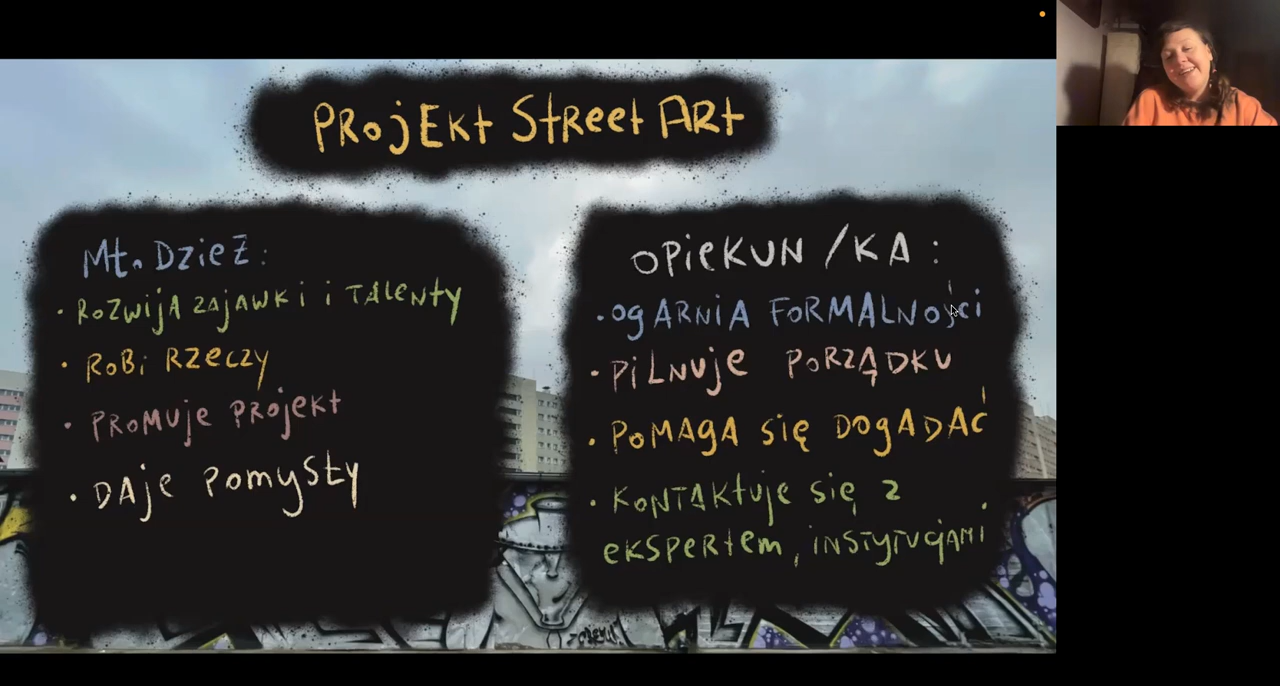 PROjEKt StReet ARt
MŁODZIEŻ:
• ROZWIJA ZAJAWKI i TALeNtY
• ROBi RZeCZY
• PROMUje PROjEKt
• DAje POMYSŁY
OPieKUN /KA :
• OgARNiA FORMALNOŚCi
• PiLNUje PORZĄDKU
• POMAGA SIĘ DOgADAĆ
• KONTAKtUje SIĘ Z
eKSPeRtem, iNStYtUCjAMi